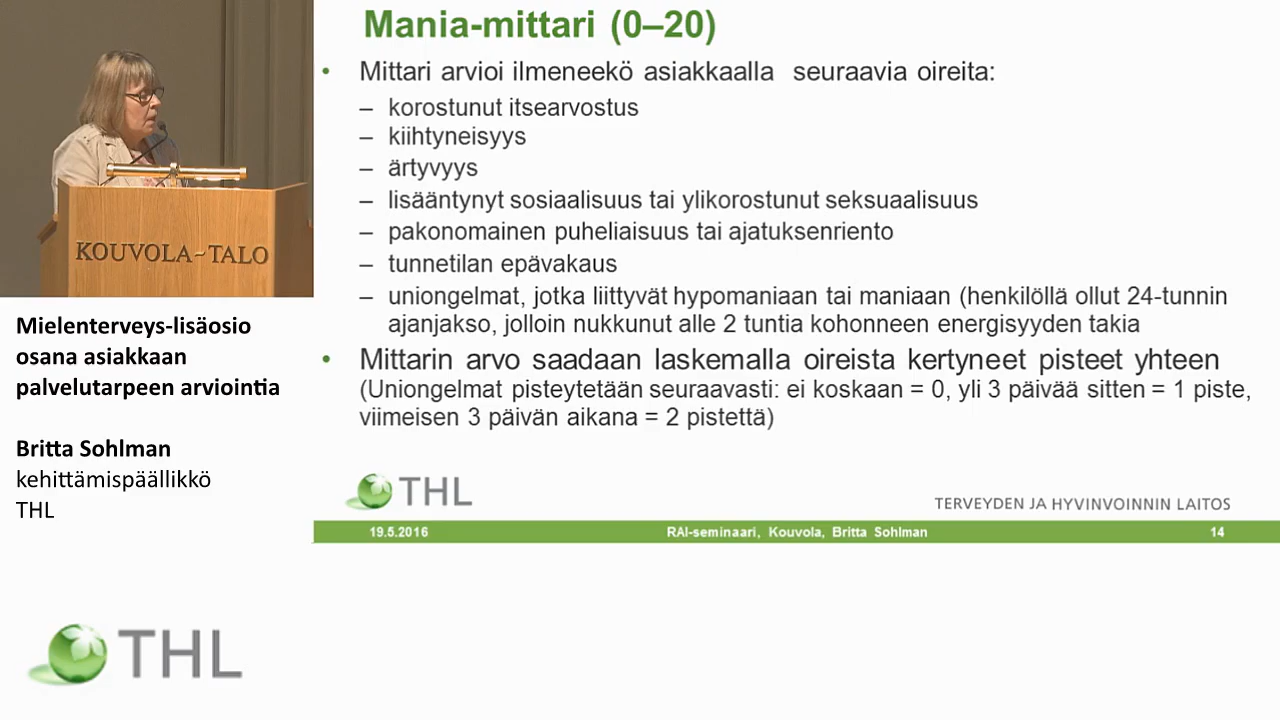 Mania-mittari (0–20)
• Mittari arvioi ilmeneekö asiakkaalla seuraavia oireita:
– korostunut itsearvostus
– kiihtyneisyys
– ärtyvyys
– lisääntynyt sosiaalisuus tai ylikorostunut seksuaalisuus
– pakonomainen puheliaisuus tai ajatuksenriento
– tunnetilan epävakaus
– uniongelmat, jotka liittyvät hypomaniaan tai maniaan (henkilöllä ollut 24-tunnin
ajanjakso, jolloin nukkunut alle 2 tuntia kohonneen energisyyden takia
• Mittarin arvo saadaan laskemalla oireista kertyneet pisteet yhteen
(Uniongelmat pisteytetään seuraavasti: ei koskaan = 0, yli 3 päivää sitten = 1 piste,
viimeisen 3 päivän aikana = 2 pistettä)
THL
TERVEYDEN JA HYVINVOINNIN LAITOS
19.5.2016
RAI-seminaari, Kouvola, Britta Sohlman
14
KOUVOLA-TALO
Mielenterveys-lisäosio
osana asiakkaan
palvelutarpeen arviointia
Britta Sohlman
kehittämispäällikkö
THL
THL